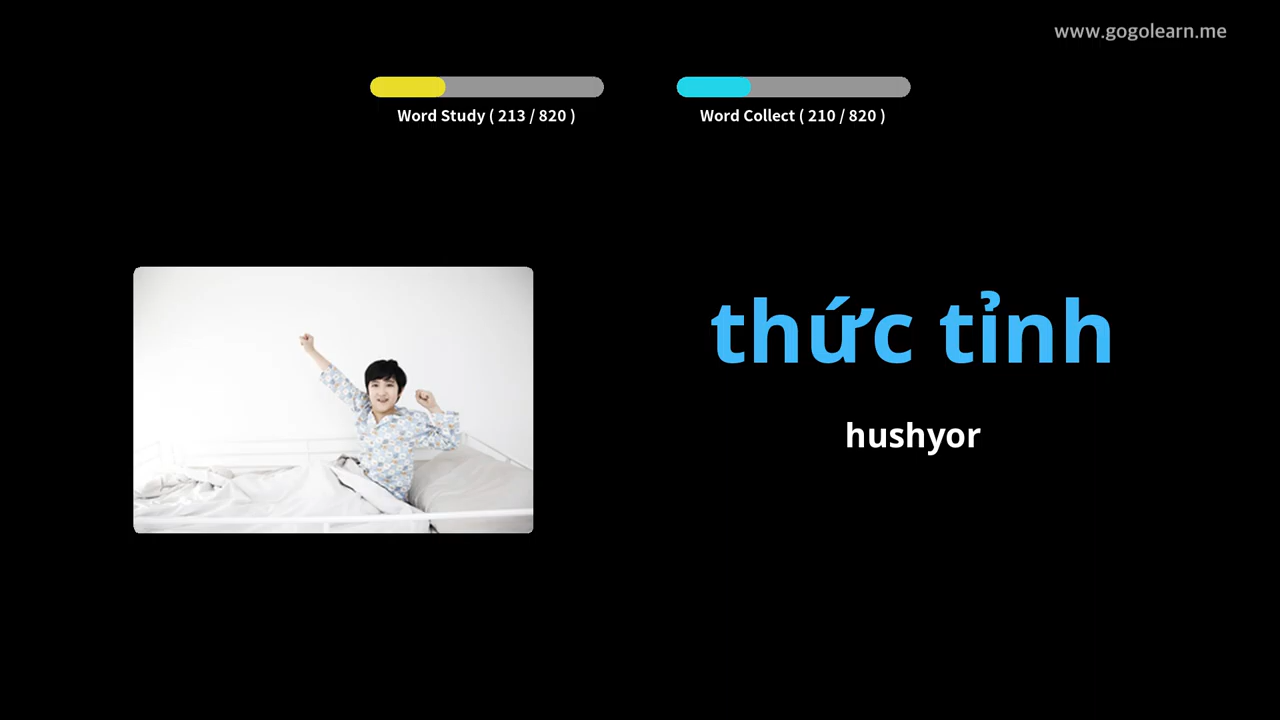 www.gogolearn.me
Word Study ( 213 / 820 )
Word Collect ( 210 / 820 )
thức tỉnh
hushyor